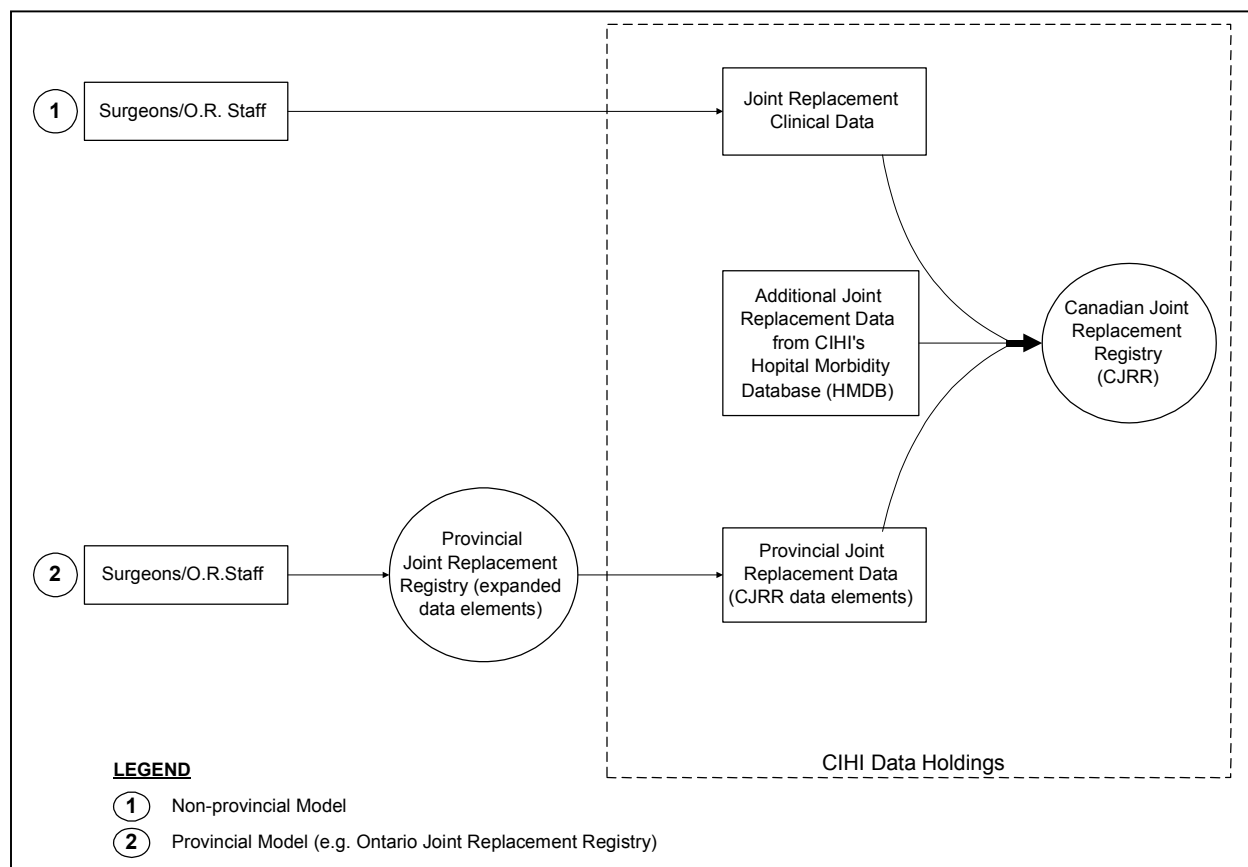 1
Surgeons/O.R. Staff
Joint Replacement
Clinical Data
Additional Joint
Replacement Data
from CIHI's
Hopital Morbidity
Database (HMDB)
Canadian Joint
Replacement
Registry
(CJRR)
2
Surgeons/O.R.Staff
Provincial
Joint Replacement
Registry (expanded
data elements)
Provincial Joint
Replacement Data
(CJRR data elements)
CIHI Data Holdings
LEGEND
1 Non-provincial Model
2 Provincial Model (e.g. Ontario Joint Replacement Registry)